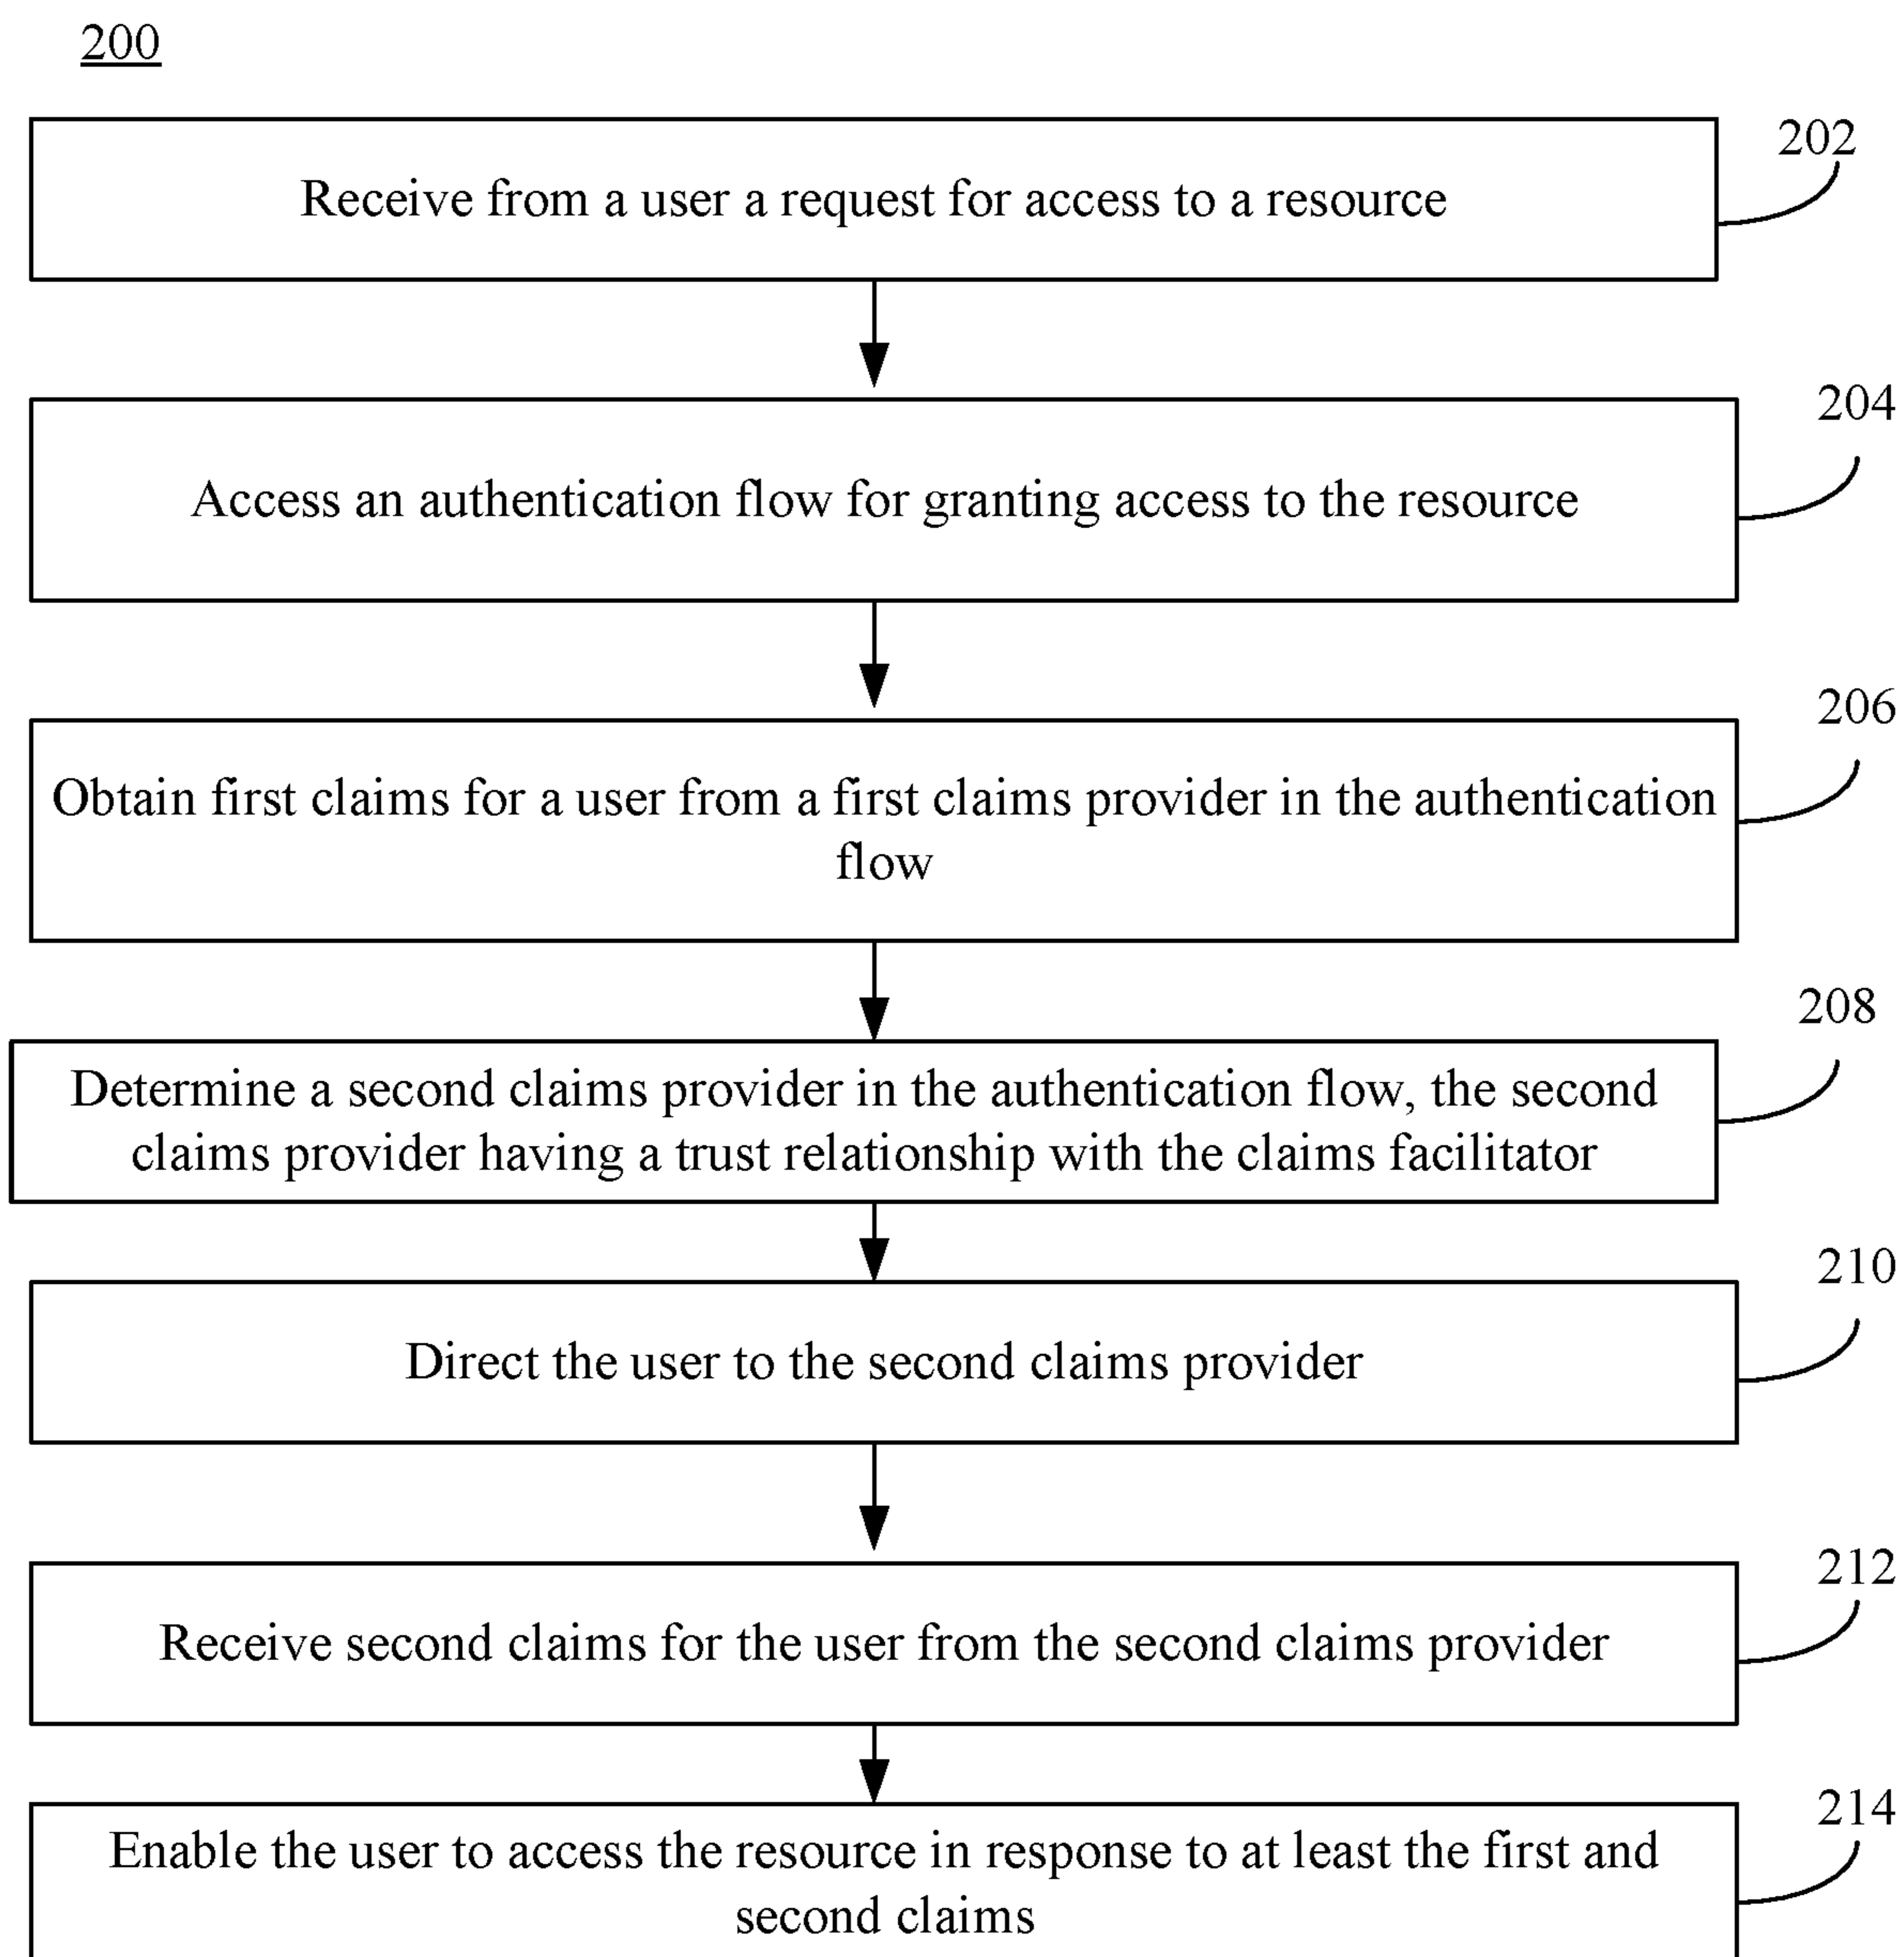 200
202
Receive from a user a request for access to a resource
204
Access an authentication flow for granting access to the resource
206
Obtain first claims for a user from a first claims provider in the authentication
flow
208
Determine a second claims provider in the authentication flow, the second
claims provider having a trust relationship with the claims facilitator
210
Direct the user to the second claims provider
212
Receive second claims for the user from the second claims provider
214
Enable the user to access the resource in response to at least the first and
second claims